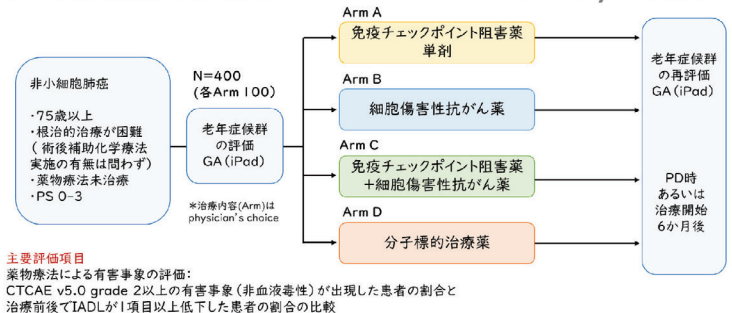 非小細胞肺癌
・75歳以上
・根治的治療が困難
(術後補助化学療法
実施の有無は問わず)
・薬物療法未治療
・PS 0-3
N=400
(各Arm 100)
老年症候群
の評価
GA(iPad)
*治療内容(Arm)は
physician's choice
Arm A
免疫チェックポイント阻害薬
単剤
Arm B
細胞傷害性抗がん薬
Arm C
免疫チェックポイント阻害薬
+細胞傷害性抗がん薬
Arm D
分子標的治療薬
老年症候群
の再評価
GA(iPad)
PD時
あるいは
治療開始
6か月後
主要評価項目
薬物療法による有害事象の評価:
CTCAE v5.0 grade 2以上の有害事象(非血液毒性)が出現した患者の割合と
治療前後でIADLが1項目以上低下した患者の割合の比較